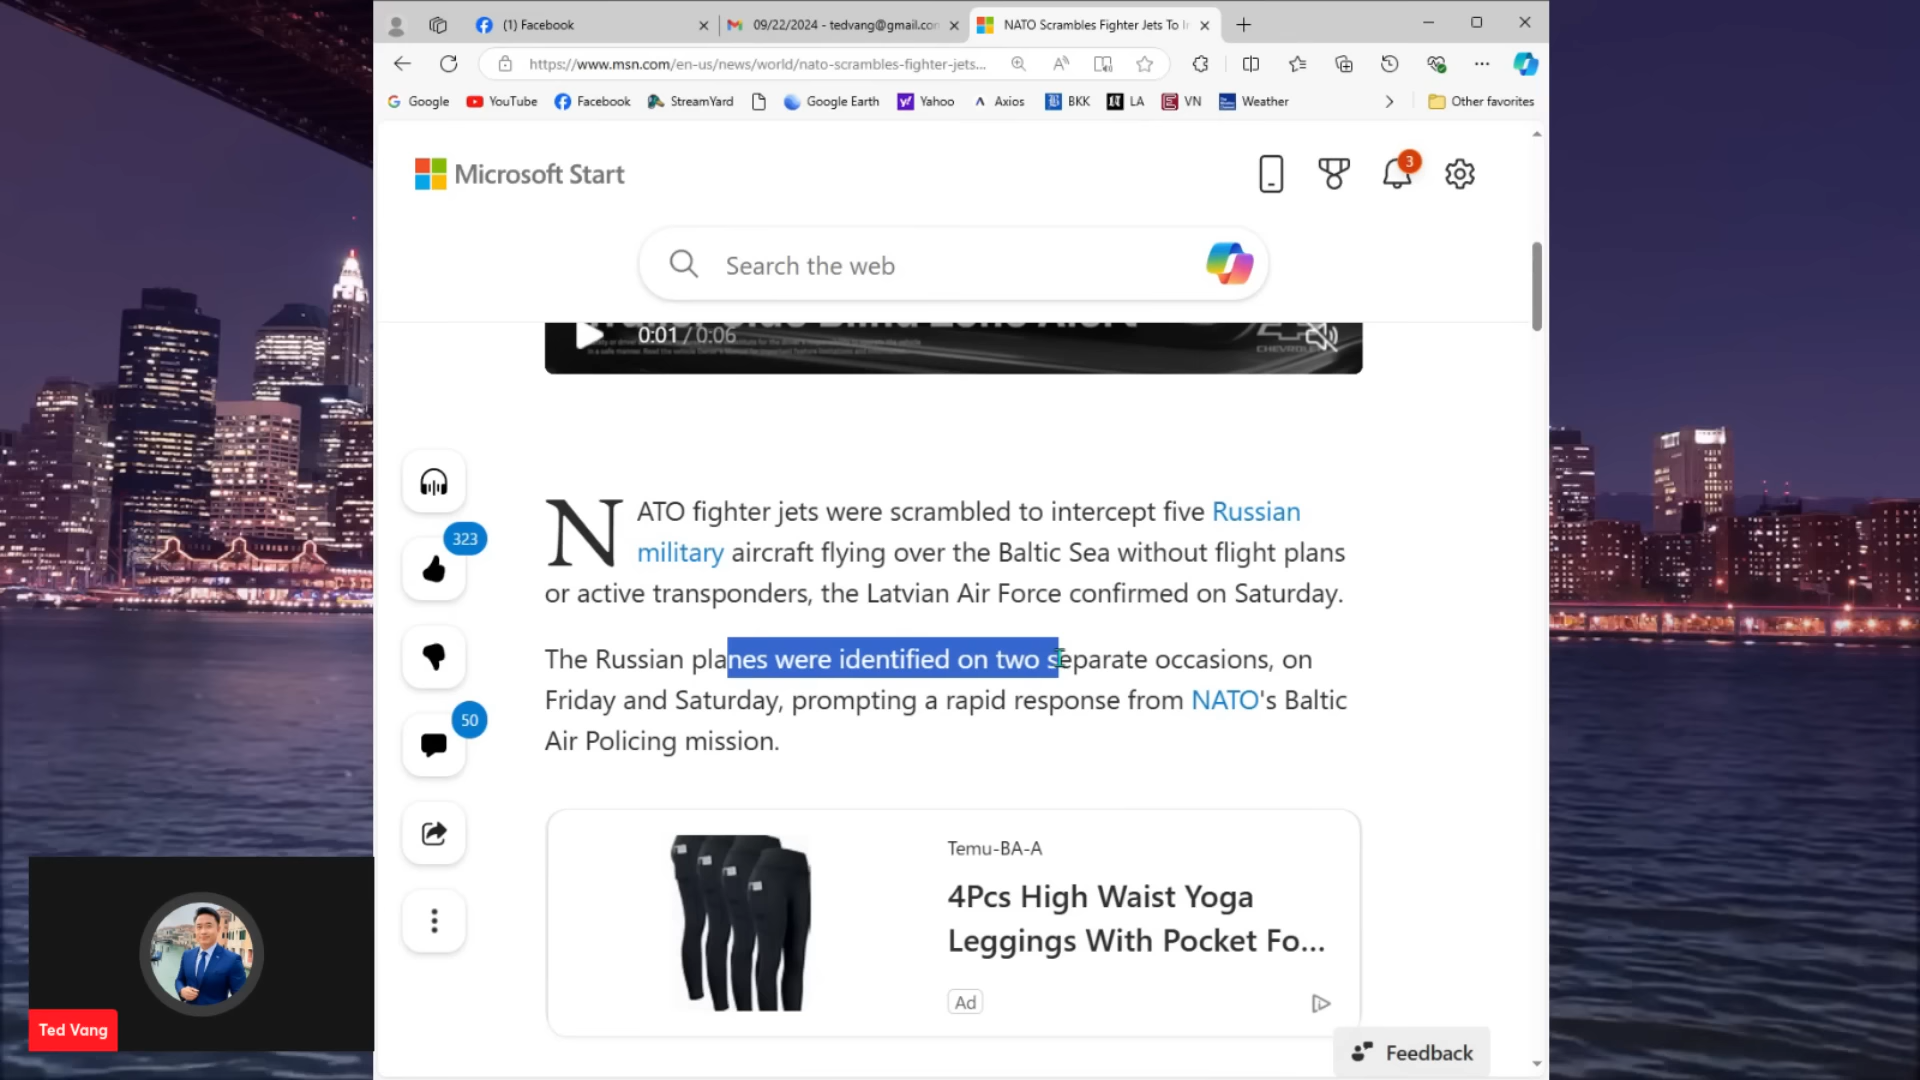 (1) Facebook
09/22/2024 - tedvang@gmail.con
NATO Scrambles Fighter Jets To In
https://www.msn.com/en-us/news/world/nato-scrambles-fighter-jets...
Google
YouTube
Facebook
StreamYard
Google Earth
Yahoo
Axios
BKK
LA
VN
Weather
Other favorites
Microsoft Start
3
Search the web
0:01 / 0:06
CHEVROLET
NATO fighter jets were scrambled to intercept five Russian
military aircraft flying over the Baltic Sea without flight plans
or active transponders, the Latvian Air Force confirmed on Saturday.
The Russian planes were identified on two separate occasions, on
Friday and Saturday, prompting a rapid response from NATO's Baltic
Air Policing mission.
323
50
Temu-BA-A
4Pcs High Waist Yoga
Leggings With Pocket Fo...
Ad
Feedback
Ted Vang